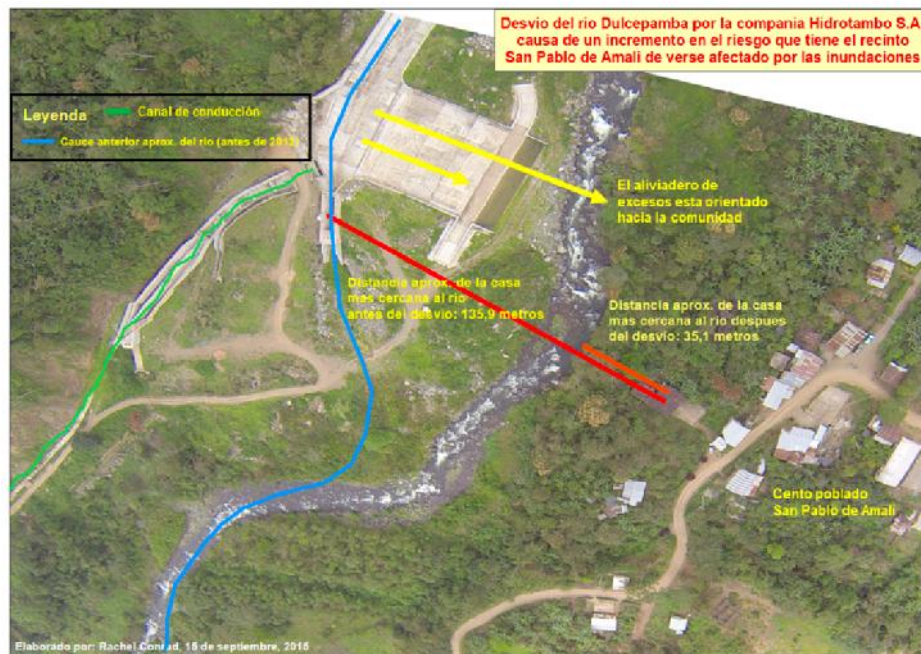 Desvio del rio Dulcepamba por la compania Hidrotambo S.A,
causa de un incremento en el riesgo que tiene el recinto
San Pablo de Amali de verse afectado por las inundaciones
Leyenda
Canal de conducción
Cauce anterior aprox. del rio (antes de 2012)
El aliviadero de
excesos esta orientado
hacia la comunidad
Distancia aprox. de la casa
mas cercana al rio
antes del desvio: 135,9 metros
Distancia aprox. de la casa
mas cercana al rio despues
del desvio: 35,1 metros
Cento poblado
San Pablo de Amali
Elaborado por: Rachel Conrad, 15 de septiembre, 2015